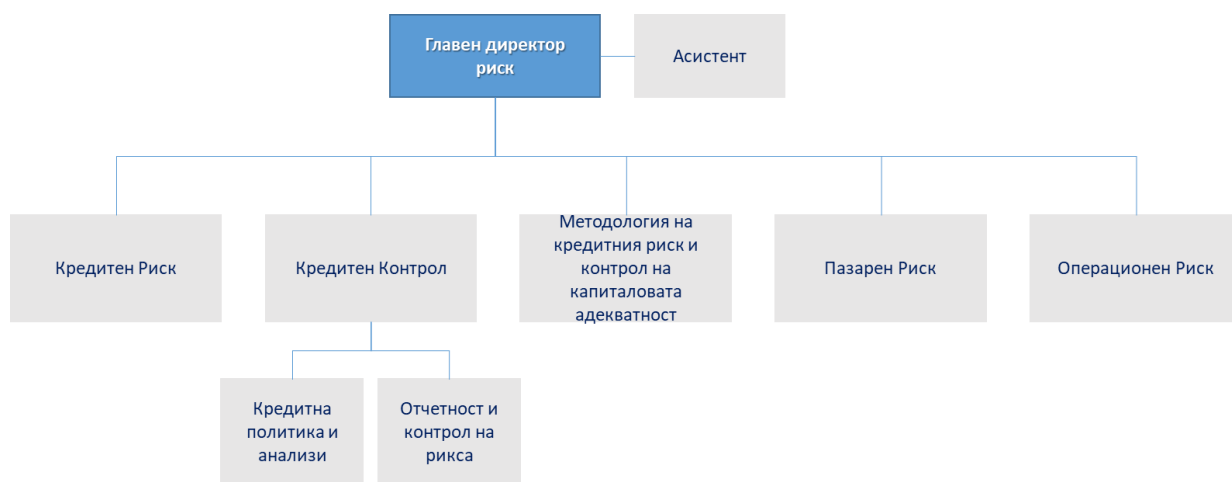 Главен директор
риск
Асистент
Кредитен Риск
Кредитен Контрол
Методология на
кредитния риск и
контрол на
капиталовата
адекватност
Пазарен Риск
Операционен Риск
Кредитна
политика и
анализи
Отчетност и
контрол на
рикса